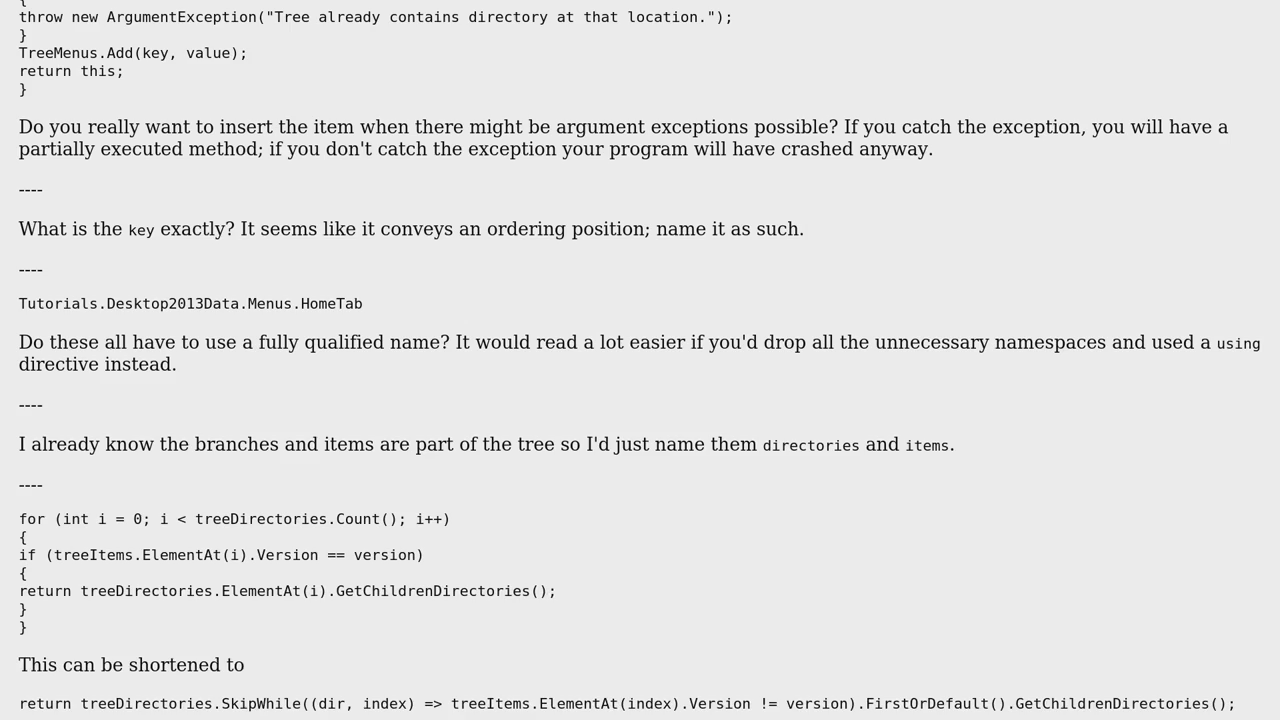 {
throw new ArgumentException("Tree already contains directory at that location.");
}
TreeMenus.Add(key, value);
return this;
}
Do you really want to insert the item when there might be argument exceptions possible? If you catch the exception, you will have a
partially executed method; if you don't catch the exception your program will have crashed anyway.
----
What is the key exactly? It seems like it conveys an ordering position; name it as such.
----
Tutorials.Desktop2013Data.Menus.HomeTab
Do these all have to use a fully qualified name? It would read a lot easier if you'd drop all the unnecessary namespaces and used a using
directive instead.
----
I already know the branches and items are part of the tree so I'd just name them directories and items.
----
for (int i = 0; i < treeDirectories.Count(); i++)
{
if (treeItems.ElementAt(i).Version == version)
{
return treeDirectories.ElementAt(i).GetChildrenDirectories();
}
}
This can be shortened to
return treeDirectories.SkipWhile((dir, index) => treeItems.ElementAt(index).Version != version).FirstOrDefault().GetChildrenDirectories();